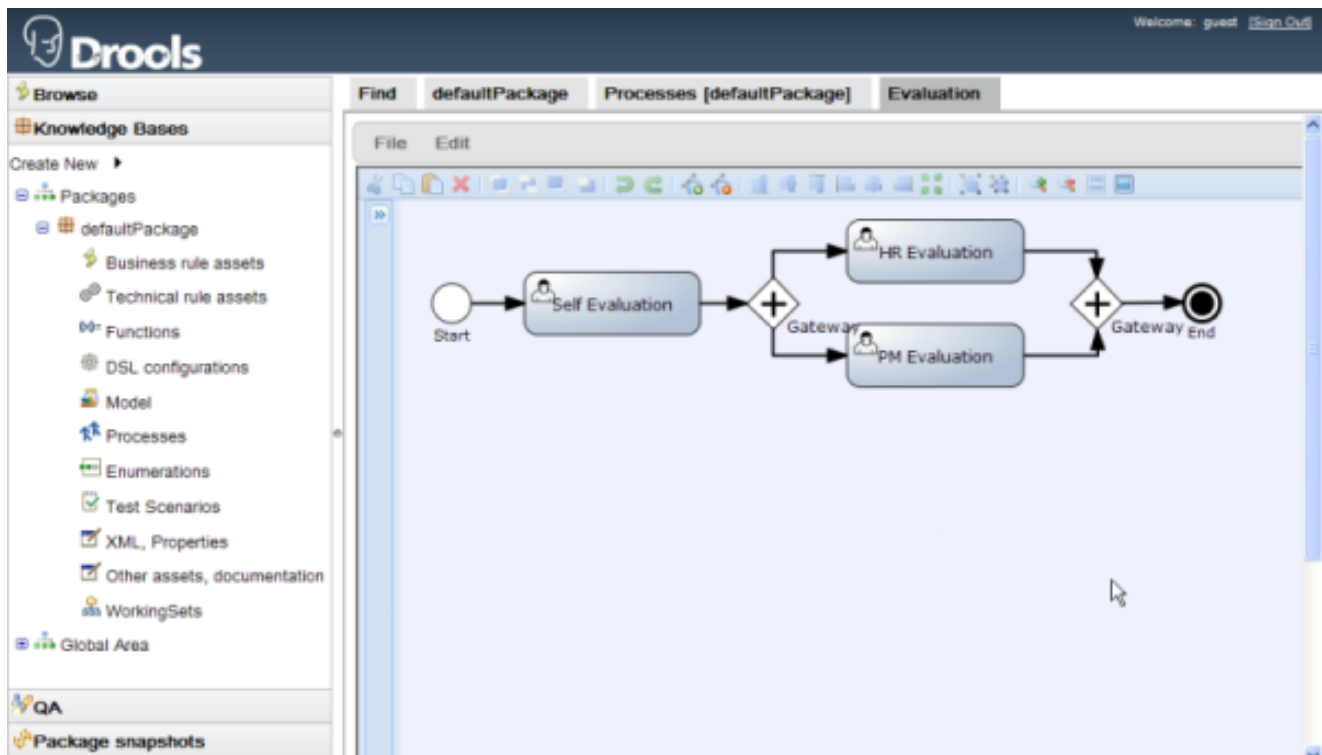 Welcome: guest [Sign Out]
Drools
Browse
Knowledge Bases
Create New
Packages
defaultPackage
Business rule assets
Technical rule assets
Functions
DSL configurations
Model
Processes
Enumerations
Test Scenarios
XML, Properties
Other assets, documentation
WorkingSets
Global Area
QA
Package snapshots
Find defaultPackage Processes [defaultPackage] Evaluation
File Edit
Start
Self Evaluation
Gateway
HR Evaluation
PM Evaluation
Gateway
End